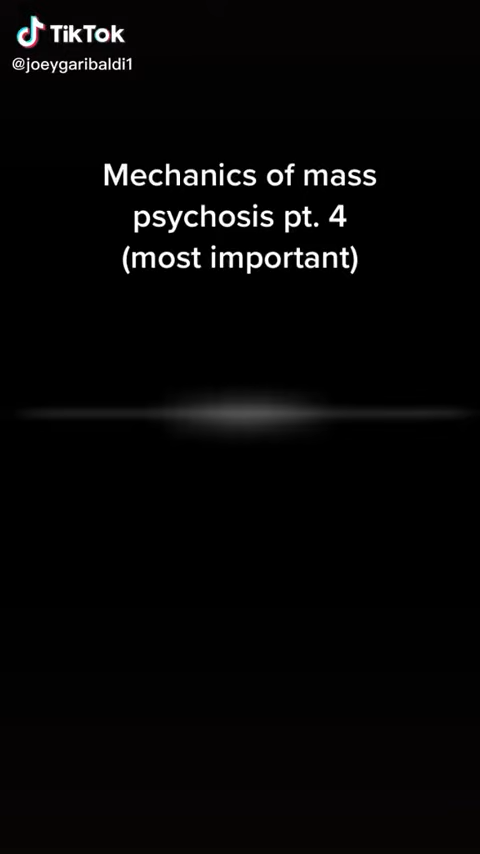 TikTok
@joeygaribaldi1
Mechanics of mass
psychosis pt. 4
(most important)